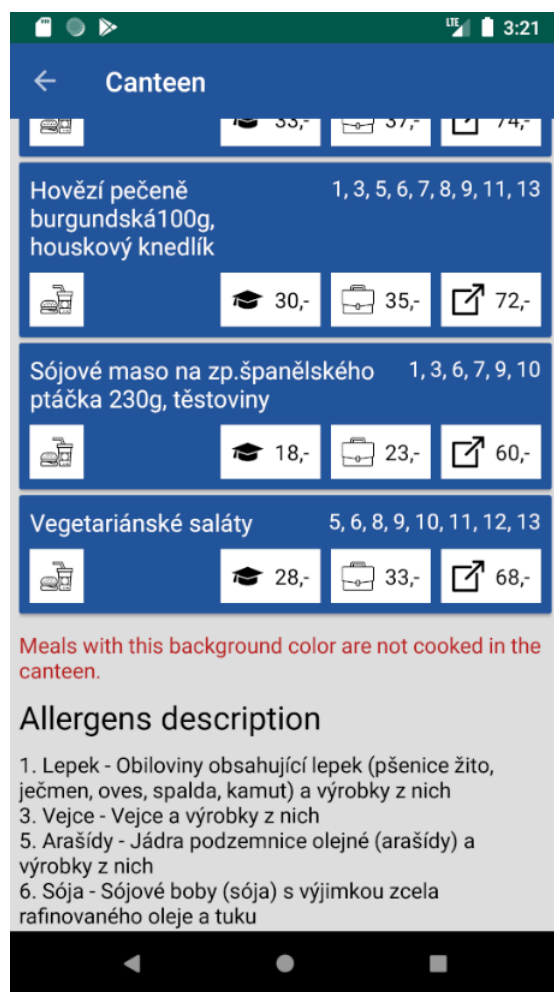 LTE 3:21
Canteen
33,- 37,- 74,-
Hovězí pečeně 1, 3, 5, 6, 7, 8, 9, 11, 13
burgundská100g,
houskový knedlík
30,- 35,- 72,-
Sójové maso na zp.španělského 1, 3, 6, 7, 9, 10
ptáčka 230g, těstoviny
18,- 23,- 60,-
Vegetariánské saláty 5, 6, 8, 9, 10, 11, 12, 13
28,- 33,- 68,-
Meals with this background color are not cooked in the
canteen.
Allergens description
1. Lepek - Obiloviny obsahující lepek (pšenice žito,
ječmen, oves, spalda, kamut) a výrobky z nich
3. Vejce - Vejce a výrobky z nich
5. Arašídy - Jádra podzemnice olejné (arašídy) a
výrobky z nich
6. Sója - Sójové boby (sója) s výjimkou zcela
rafinovaného oleje a tuku